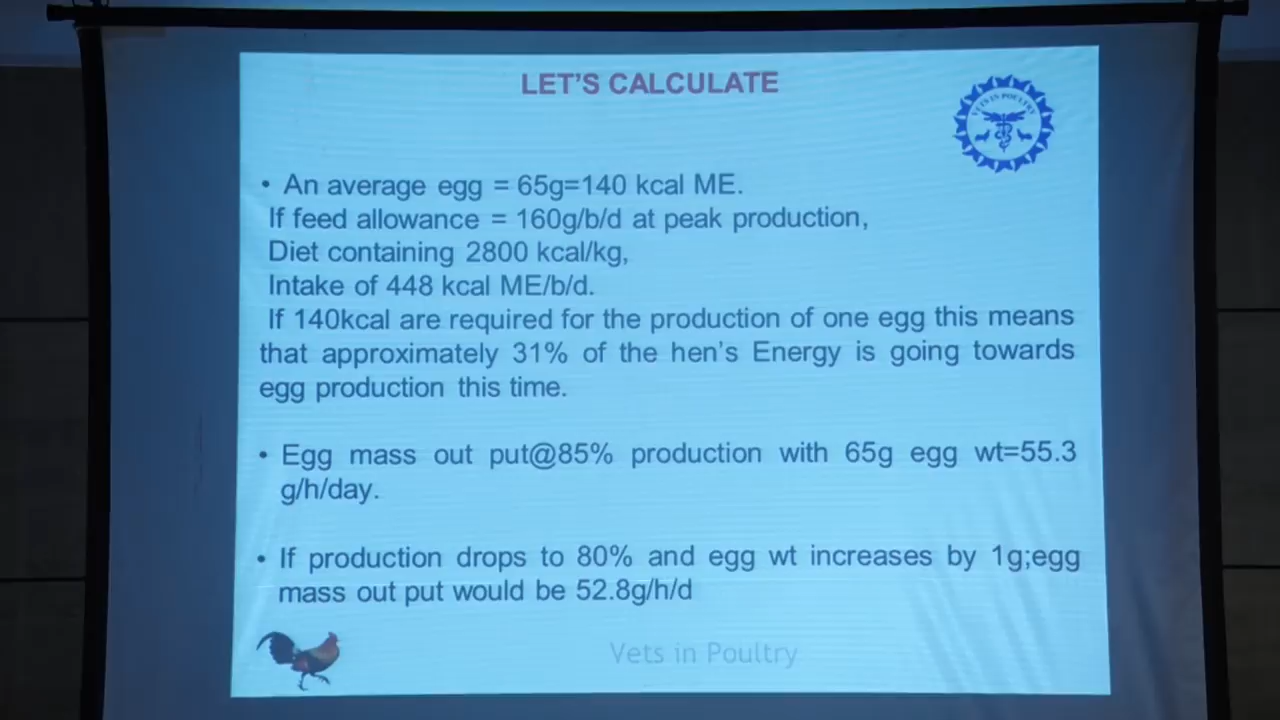 LET'S CALCULATE
VETS IN POULTRY
• An average egg = 65g=140 kcal ME.
If feed allowance = 160g/b/d at peak production,
Diet containing 2800 kcal/kg,
Intake of 448 kcal ME/b/d.
If 140kcal are required for the production of one egg this means
that approximately 31% of the hen's Energy is going towards
egg production this time.
• Egg mass out put@85% production with 65g egg wt=55.3
g/h/day.
• If production drops to 80% and egg wt increases by 1g;egg
mass out put would be 52.8g/h/d
Vets in Poultry